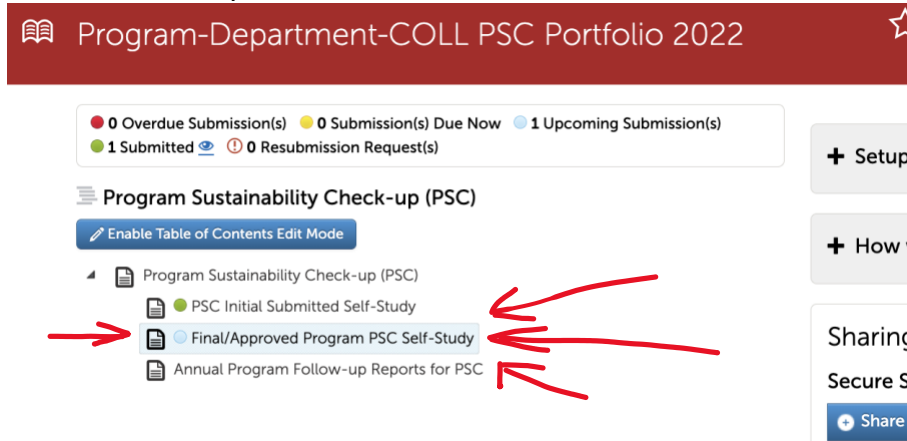 Program-Department-COLL PSC Portfolio 2022
0 Overdue Submission(s) 0 Submission(s) Due Now 1 Upcoming Submission(s)
1 Submitted 0 Resubmission Request(s)
Program Sustainability Check-up (PSC)
Enable Table of Contents Edit Mode
Program Sustainability Check-up (PSC)
PSC Initial Submitted Self-Study
Final/Approved Program PSC Self-Study
Annual Program Follow-up Reports for PSC
+ Setup
+ How
Sharing
Secure S
Share